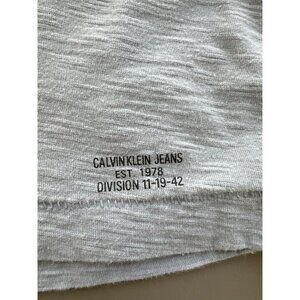 CALVIN KLEIN JEANS
EST 1978
DIVISION 11-19-42